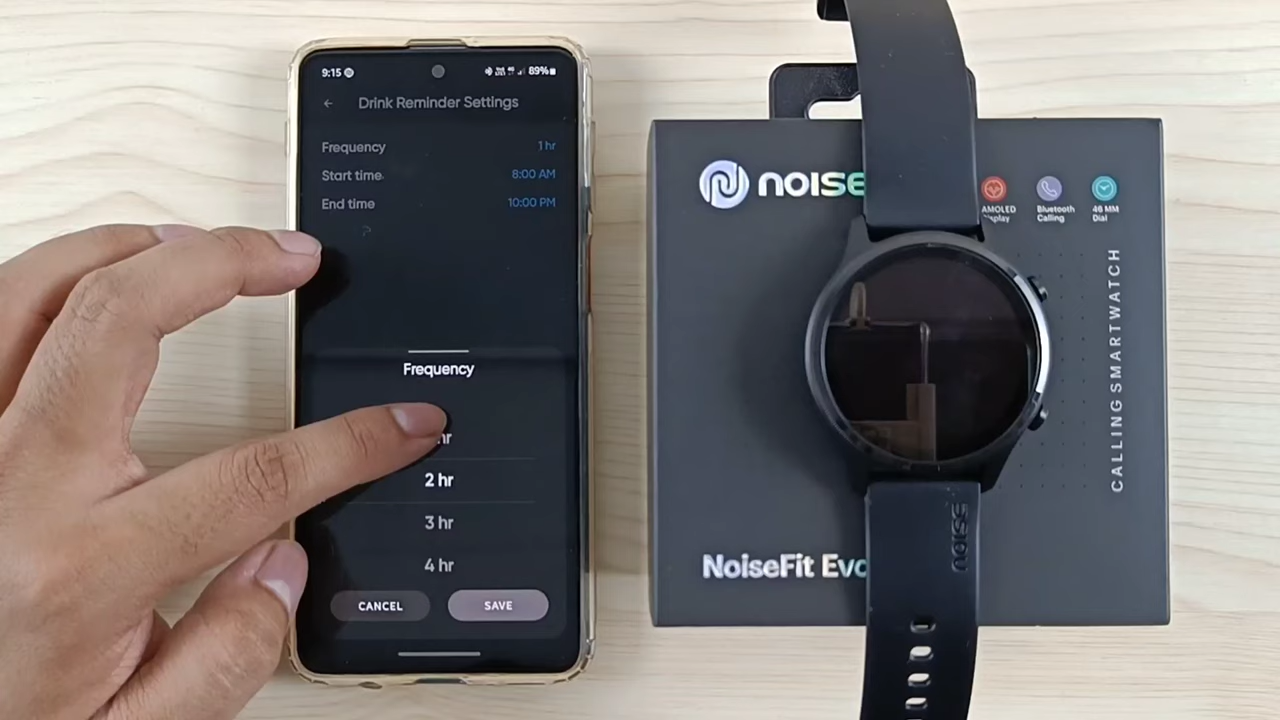 9:15
89%
Drink Reminder Settings
Frequency 1 hr
Start time 8:00 AM
End time 10:00 PM
Frequency
hr
2 hr
3 hr
4 hr
CANCEL SAVE
NOISE
AMOLED
Display
Bluetooth
Calling
46 MM
Dial
CALLING SMARTWATCH
NoiseFit Evo
NOISE